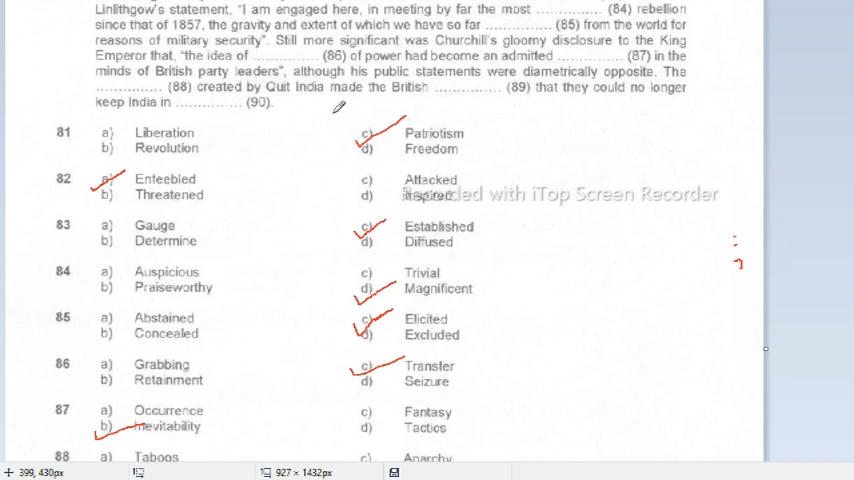 Linlithgow's statement, "I am engaged here, in meeting by far the most ............... (84) rebellion
since that of 1857, the gravity and extent of which we have so far ............... (85) from the world for
reasons of military security". Still more significant was Churchill's gloomy disclosure to the King
Emperor that, "the idea of ............... (86) of power had become an admitted ............... (87) in the
minds of British party leaders", although his public statements were diametrically opposite. The
............... (88) created by Quit India made the British ............... (89) that they could no longer
keep India in ............... (90).
81 a) Liberation c) Patriotism
b) Revolution d) Freedom
82 a) Enfeebled c) Attacked
b) Threatened d) Inspired
Recorded with iTop Screen Recorder
83 a) Gauge c) Established
b) Determine d) Diffused
84 a) Auspicious c) Trivial
b) Praiseworthy d) Magnificent
85 a) Abstained c) Elicited
b) Concealed d) Excluded
86 a) Grabbing c) Transfer
b) Retainment d) Seizure
87 a) Occurrence c) Fantasy
b) Inevitability d) Tactics
88 a) Taboos c) Anarchy
399, 430px 927 × 1432px